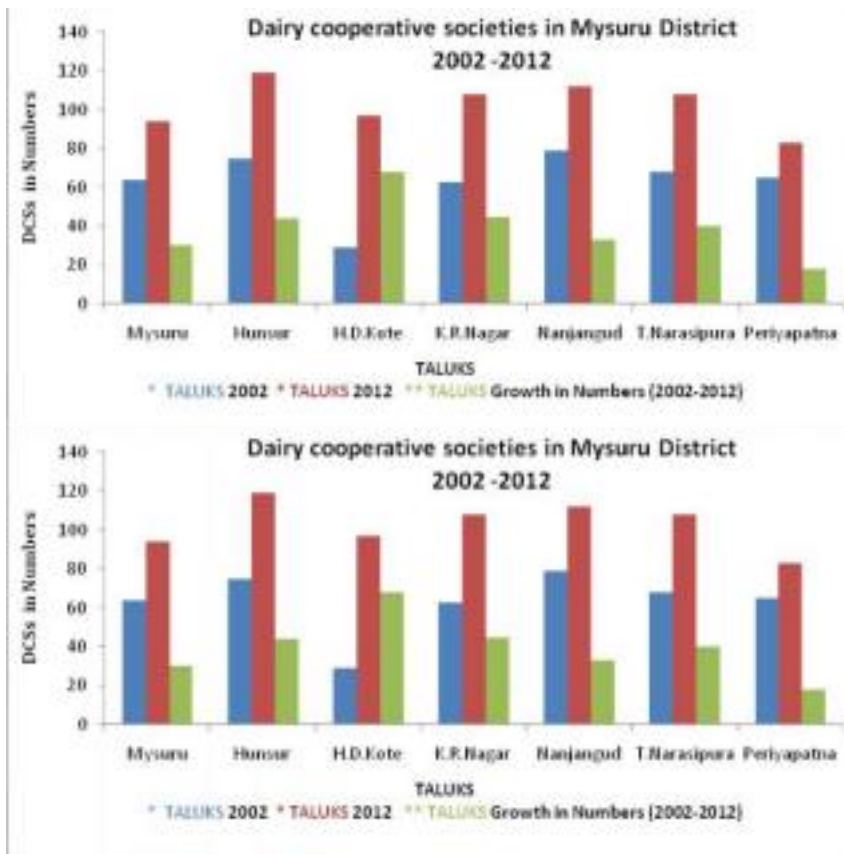 Dairy cooperative societies in Mysuru District
2002 -2012
DCSs in Numbers
140
120
100
80
60
40
20
0
Mysuru Hunsur H.D.Kote K.R.Nagar Nanjangud T.Narasipura Periyapatna
TALUKS
* TALUKS 2002 * TALUKS 2012 ** TALUKS Growth in Numbers (2002-2012)
Dairy cooperative societies in Mysuru District
2002 -2012
DCSs in Numbers
140
120
100
80
60
40
20
0
Mysuru Hunsur H.D.Kote K.R.Nagar Nanjangud T.Narasipura Periyapatna
TALUKS
* TALUKS 2002 * TALUKS 2012 ** TALUKS Growth in Numbers (2002-2012)